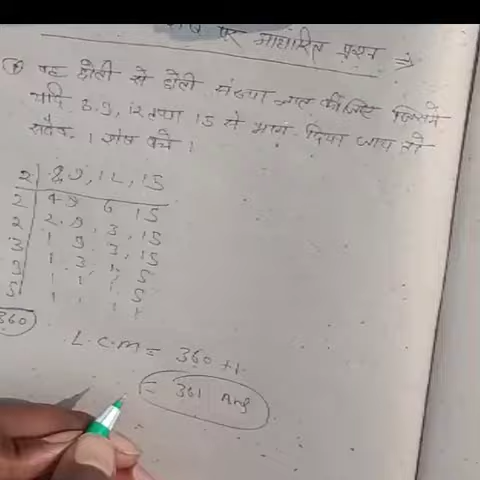 पर आधारित प्रश्न ⇒
वह छोटी से छोटी संख्या ज्ञात कीजिए जिसमें
यदि 8, 9, 12 तथा 15 से भाग दिया जाय तो
सदैव 1 शेष बचे।
2 | 8, 9, 12, 15
2 | 4 9 6 15
2 | 2, 9, 3, 15
3 | 1 9, 3, 15
3 | 1 3, 1, 5
5 | 1 1 1 5
360 1 1 1 1
L.C.M = 360 + 1
= 361 Ans